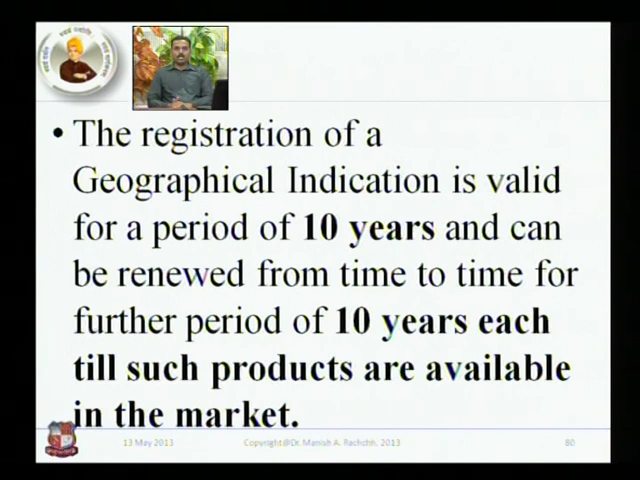 • The registration of a
Geographical Indication is valid
for a period of 10 years and can
be renewed from time to time for
further period of 10 years each
till such products are available
in the market.
13 May 2013
Copyright@Dr. Manish A. Rachchh, 2013
80